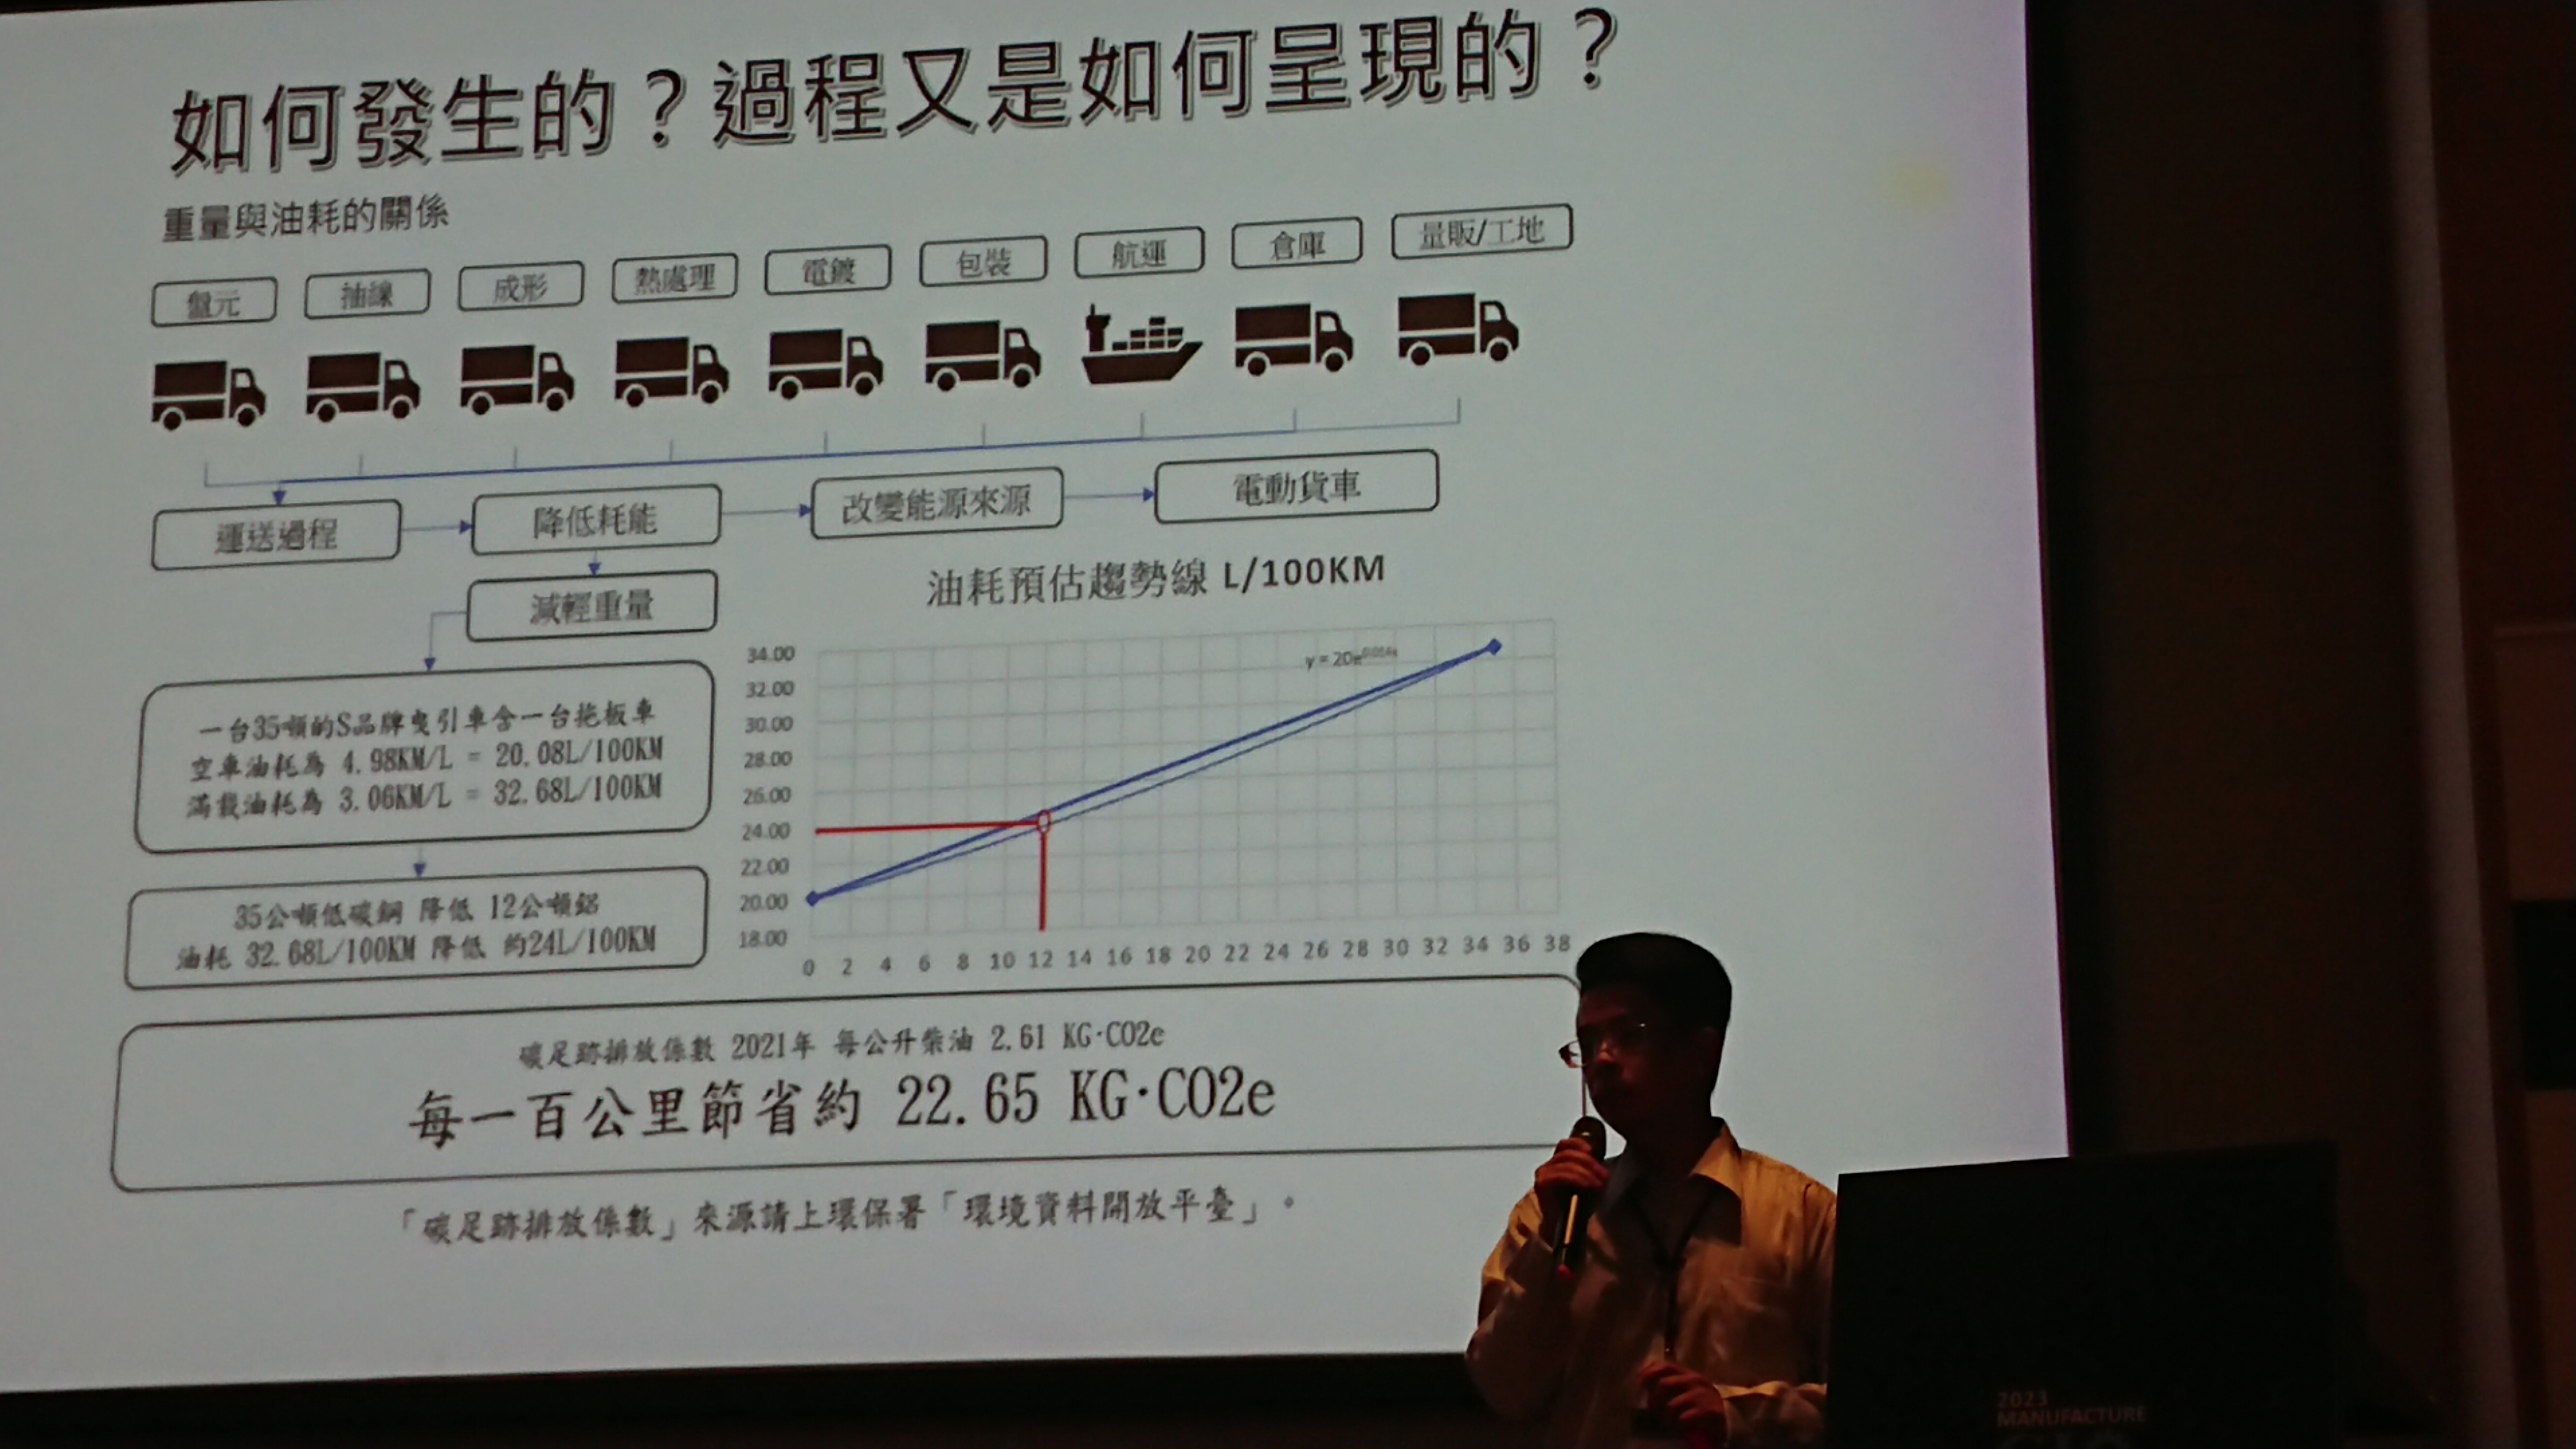 如何發生的？過程又是如何呈現的？
重量與油耗的關係
盤元 抽線 成形 熱處理 電鍍 包裝 航運 倉庫 量販/工地
運送過程 降低耗能 改變能源來源 電動貨車
減輕重量
油耗預估趨勢線 L/100KM
一台35噸的S品牌曳引車含一台拖板車
空車油耗為 4.98KM/L = 20.08L/100KM
滿載油耗為 3.06KM/L = 32.68L/100KM
35公噸低碳鋼 降低 12公噸鋁
油耗 32.68L/100KM 降低 約24L/100KM
34.00
32.00
30.00
28.00
26.00
24.00
22.00
20.00
18.00
0 2 4 6 8 10 12 14 16 18 20 22 24 26 28 30 32 34 36 38
碳足跡排放係數 2021年 每公升柴油 2.61 KG·CO2e
每一百公里節省約 22.65 KG·CO2e
「碳足跡排放係數」來源請上環保署「環境資料開放平臺」。
2023
MANUFACTURE